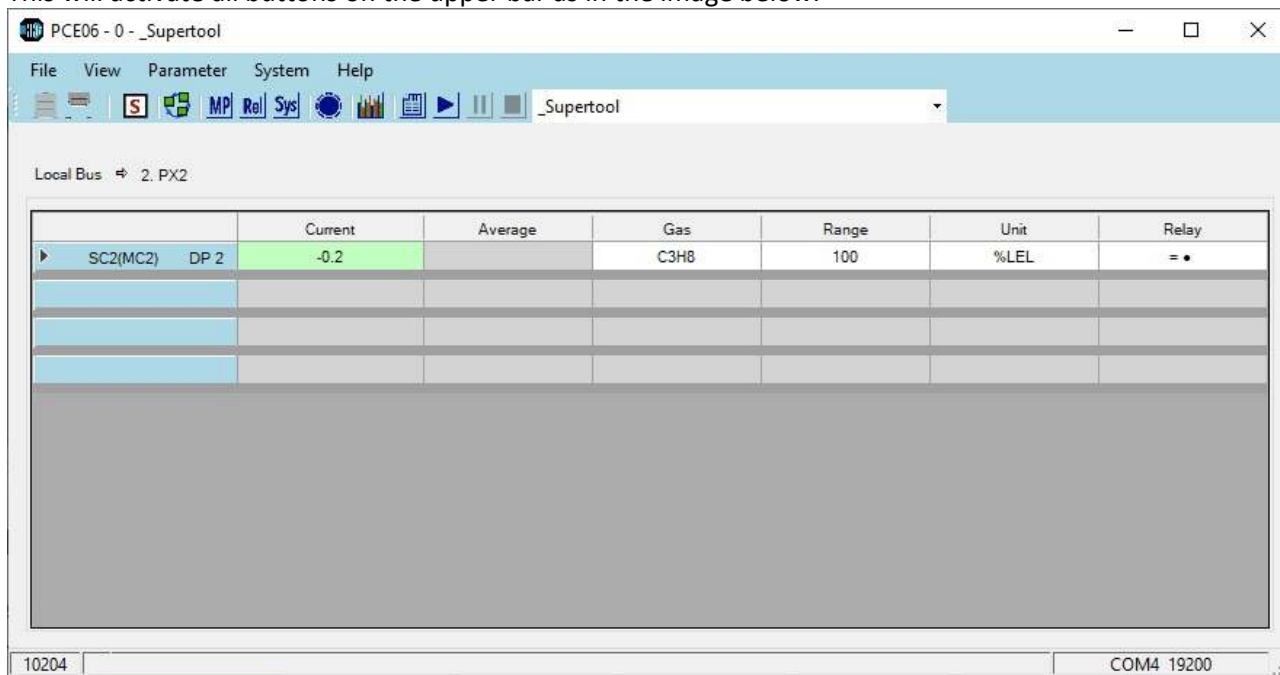 This will activate all buttons on the upper bar as in the image below.
PCE06 - 0 - _Supertool
File View Parameter System Help
S MP Rel Sys _Supertool
Local Bus ➩ 2. PX2
Current Average Gas Range Unit Relay
SC2(MC2) DP 2 -0.2 C3H8 100 %LEL = •
10204 COM4 19200